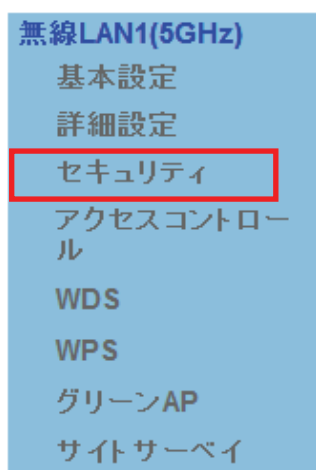 無線LAN1(5GHz)
基本設定
詳細設定
セキュリティ
アクセスコントロー
ル
WDS
WPS
グリーンAP
サイトサーベイ